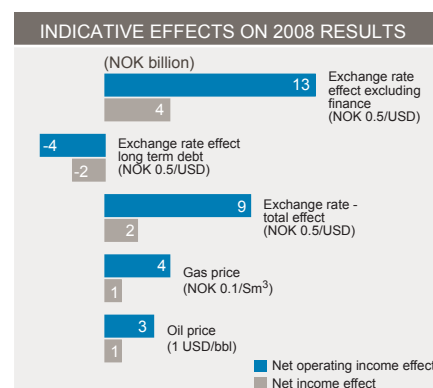 INDICATIVE EFFECTS ON 2008 RESULTS
(NOK billion)
13
4
Exchange rate
effect excluding
finance
(NOK 0.5/USD)
-4
-2
Exchange rate effect
long term debt
(NOK 0.5/USD)
9
2
Exchange rate -
total effect
(NOK 0.5/USD)
4
1
Gas price
(NOK 0.1/Sm³)
3
1
Oil price
(1 USD/bbl)
Net operating income effect
Net income effect